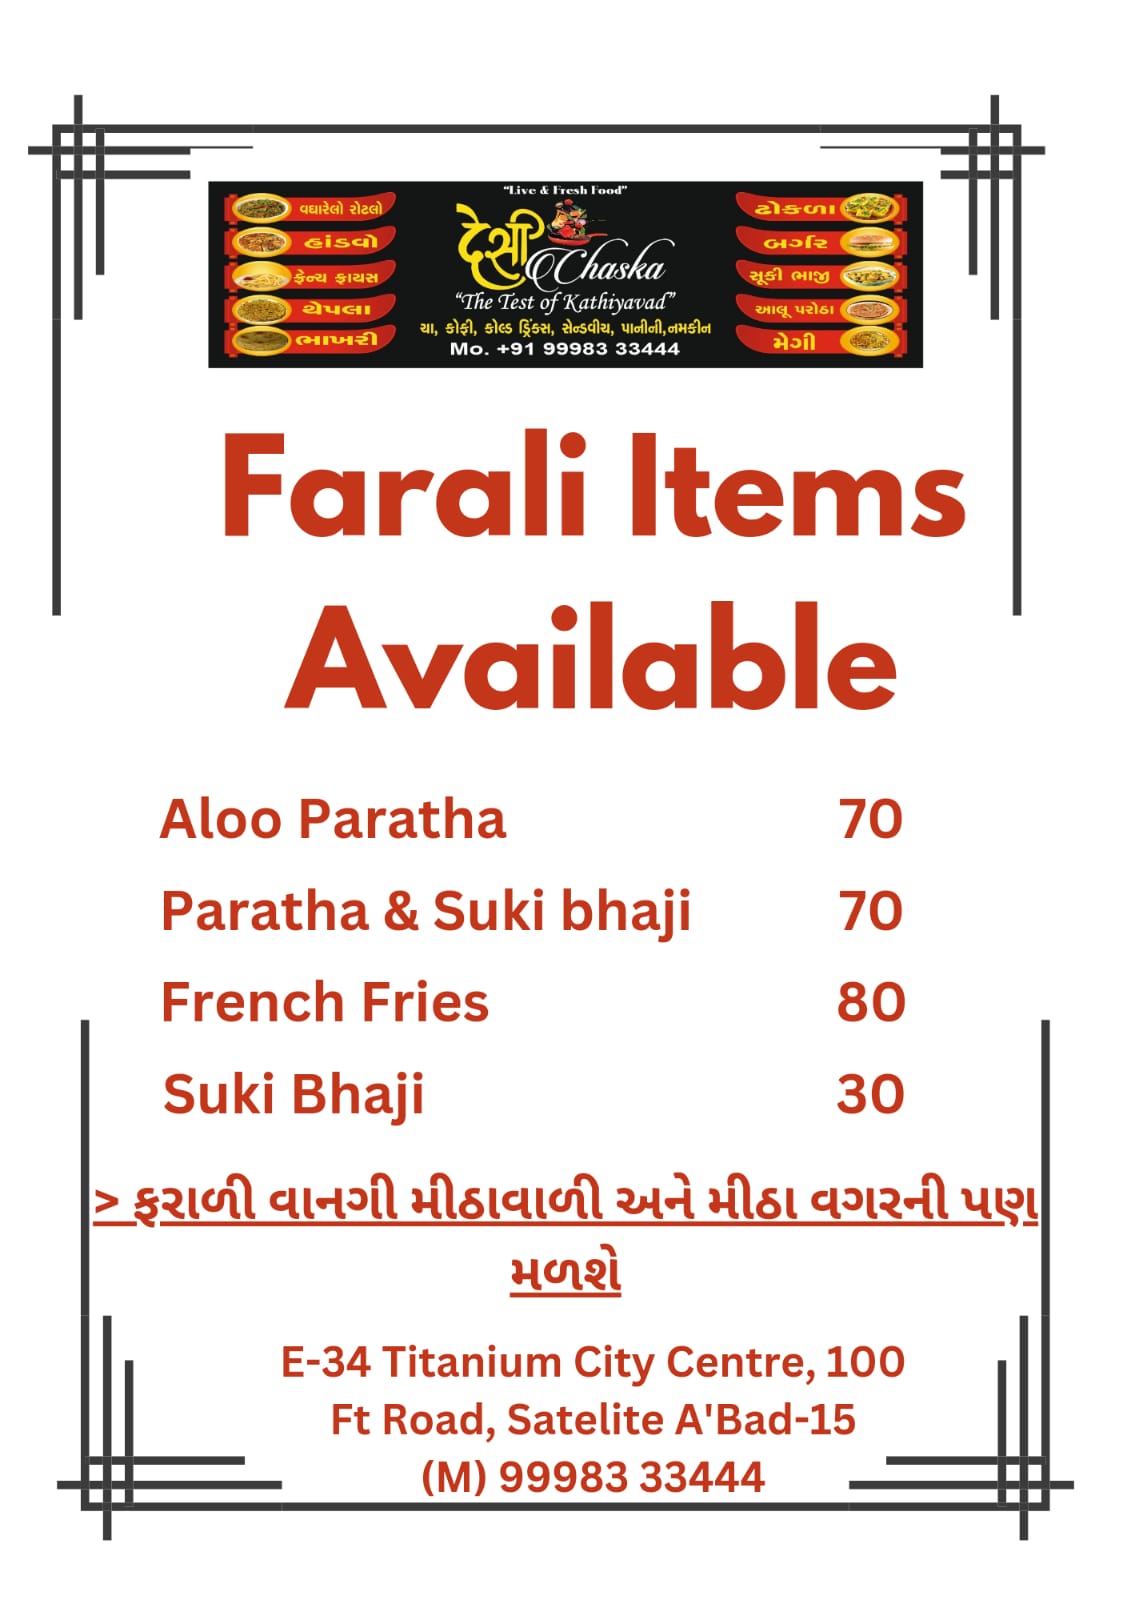 “Live & Fresh Food”
વઘારેલો રોટલો
હાંડવો
ફ્રેન્ચ ફ્રાયસ
થેપલા
ભાખરી
દેસી Chaska
“The Test of Kathiyavad”
ચા, કોફી, કોલ્ડ ડ્રિંક્સ, સેન્ડવીચ, પાનીની,નમકીન
Mo. +91 99983 33444
ઢોકળા
બર્ગર
સૂકી ભાજી
આલૂ પરોઠા
મેગી
Farali Items
Available
Aloo Paratha 70
Paratha & Suki bhaji 70
French Fries 80
Suki Bhaji 30
> ફરાળી વાનગી મીઠાવાળી અને મીઠા વગરની પણ
મળશે
E-34 Titanium City Centre, 100
Ft Road, Satelite A'Bad-15
(M) 99983 33444